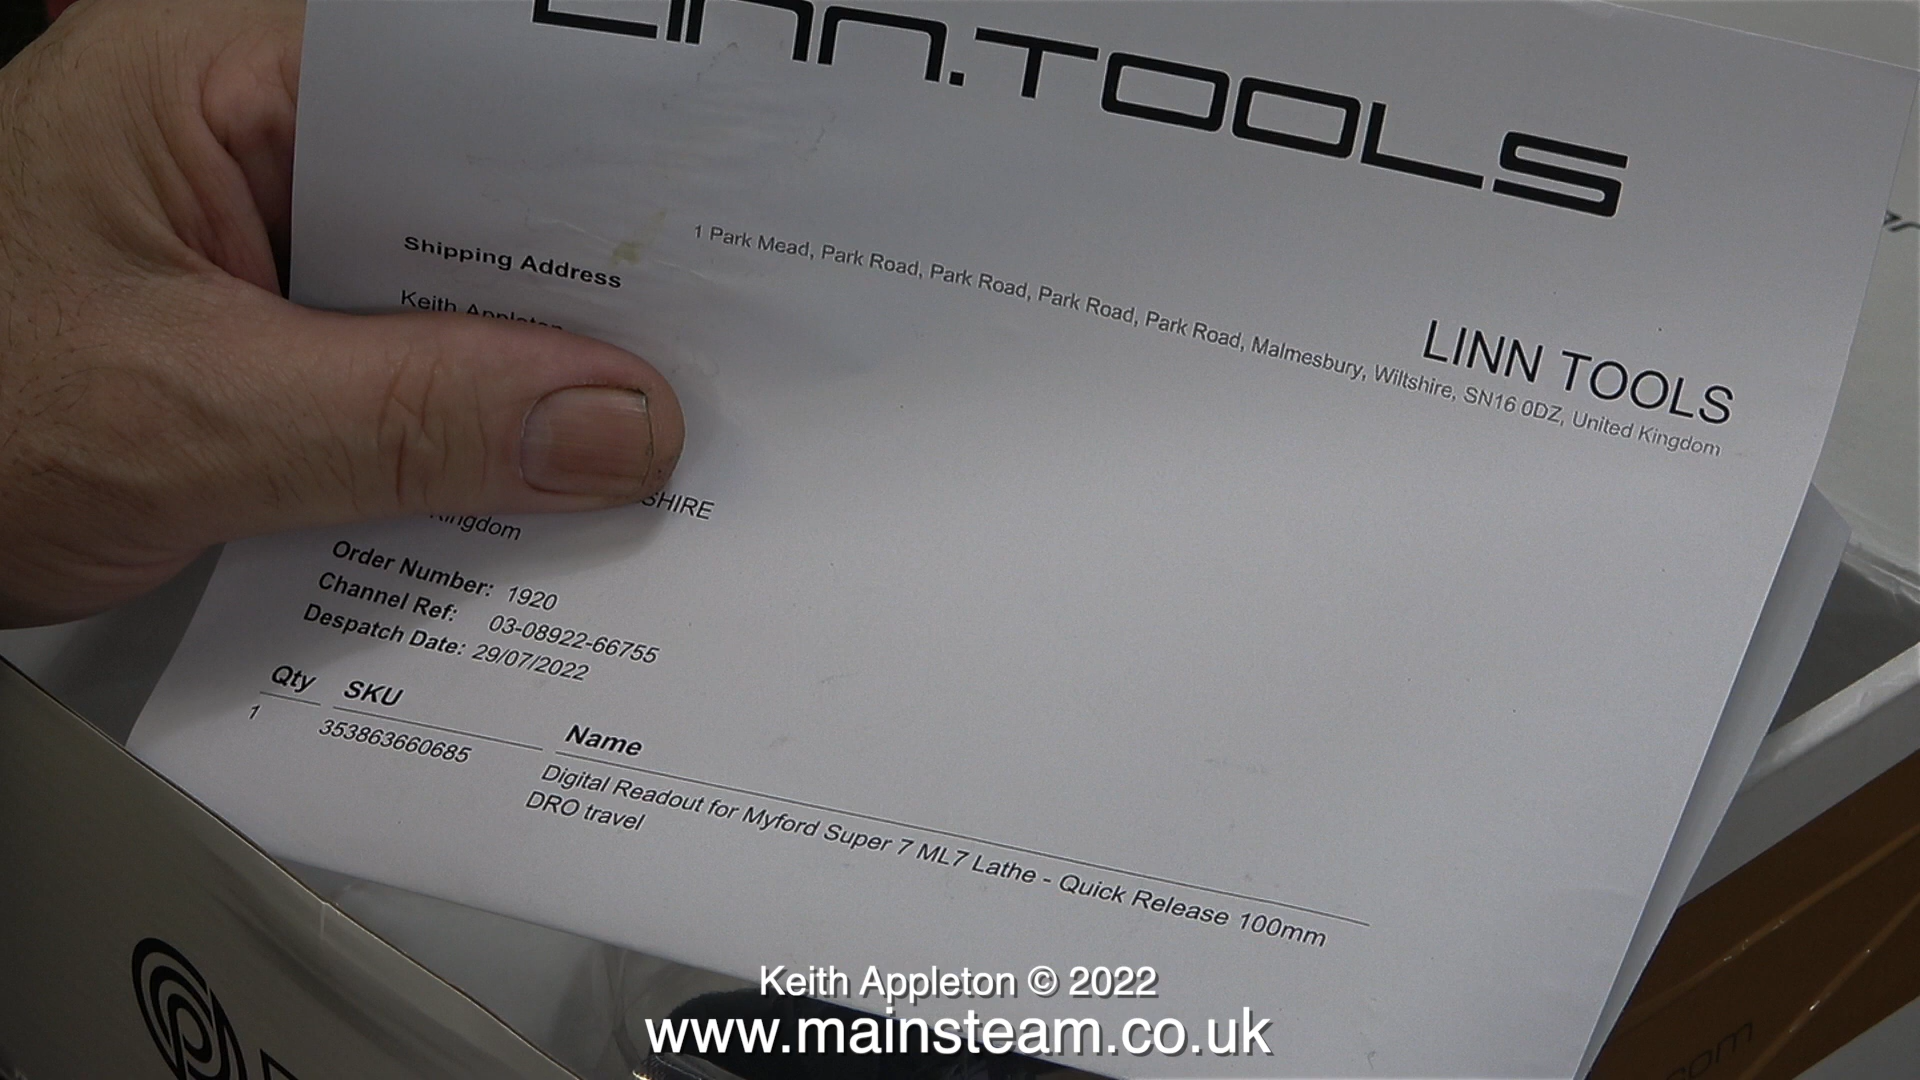 LINN.TOOLS
LINN TOOLS
1 Park Mead, Park Road, Park Road, Park Road, Park Road, Malmesbury, Wiltshire, SN16 0DZ, United Kingdom
Shipping Address
Keith Appleton
SHIRE
Kingdom
Order Number: 1920
Channel Ref: 03-08922-66755
Despatch Date: 29/07/2022
Qty SKU Name
1 353863660685 Digital Readout for Myford Super 7 ML7 Lathe - Quick Release 100mm
DRO travel
Keith Appleton © 2022
www.mainsteam.co.uk
com